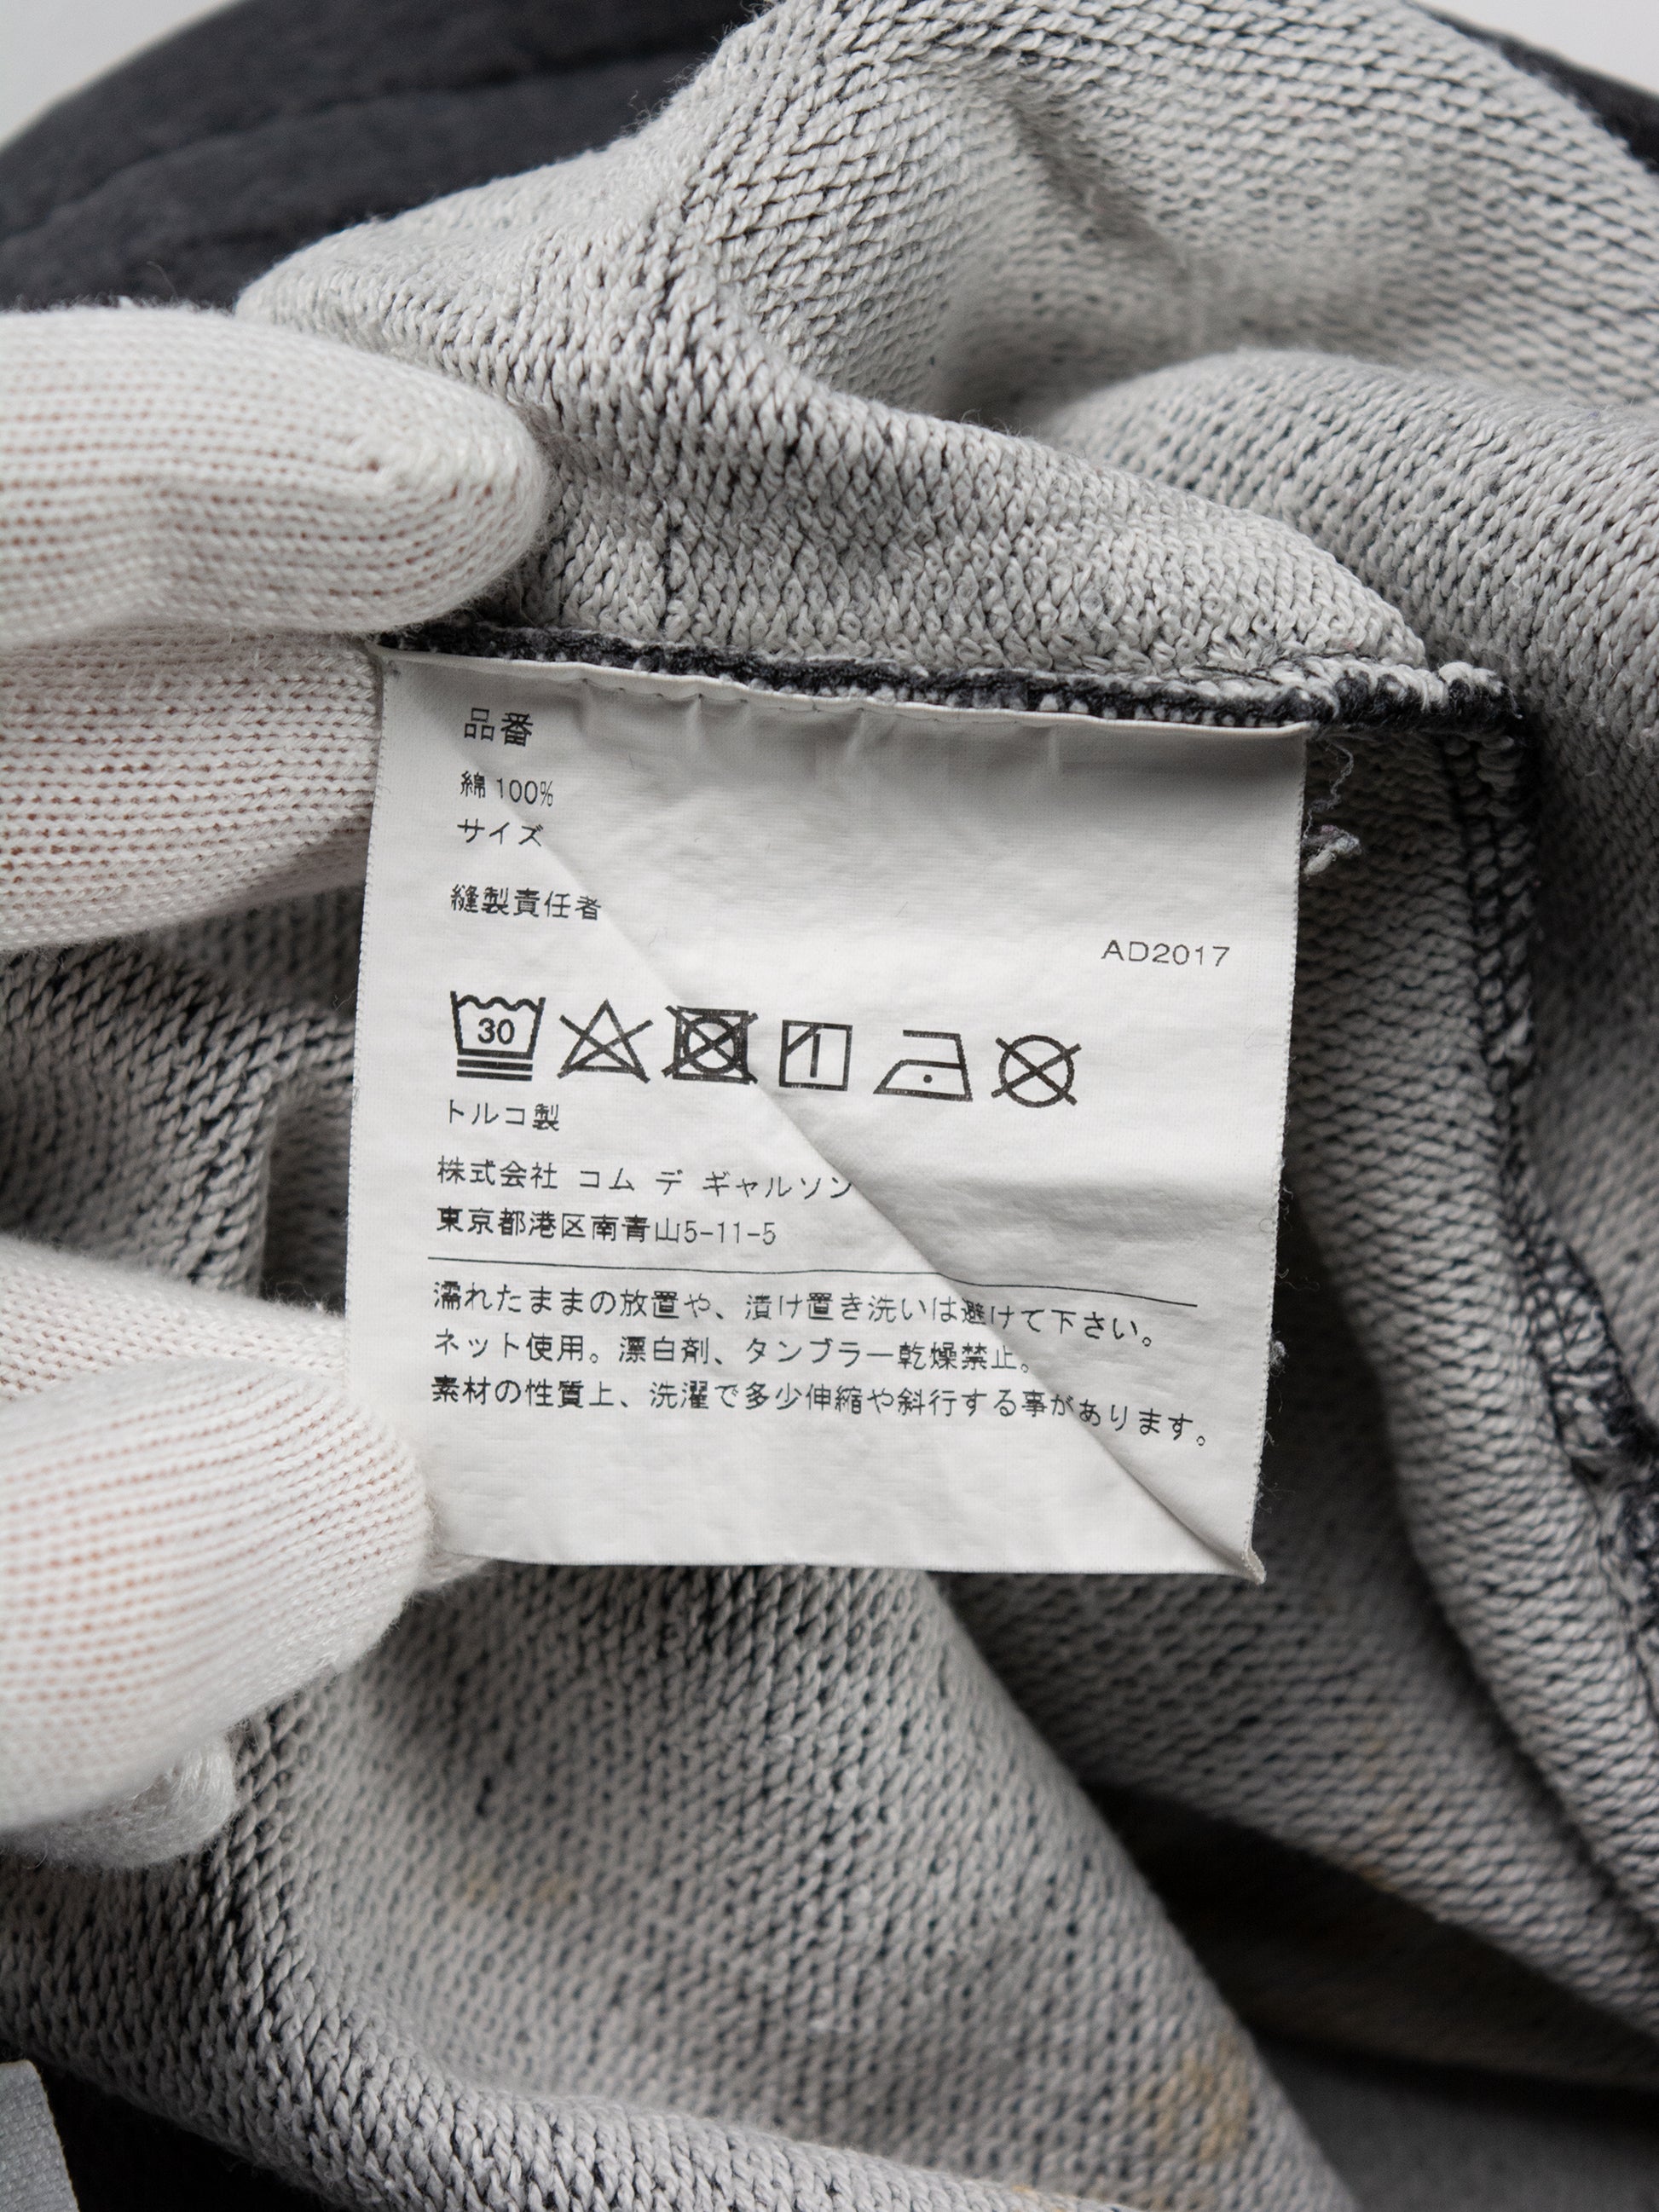 品番
綿 100%
サイズ
縫製責任者
AD2017
30
トルコ製
株式会社 コム デ ギャルソン
東京都港区南青山5-11-5
濡れたままの放置や、漬け置き洗いは避けて下さい。
ネット使用。漂白剤、タンブラー乾燥禁止。
素材の性質上、洗濯で多少伸縮や斜行する事があります。